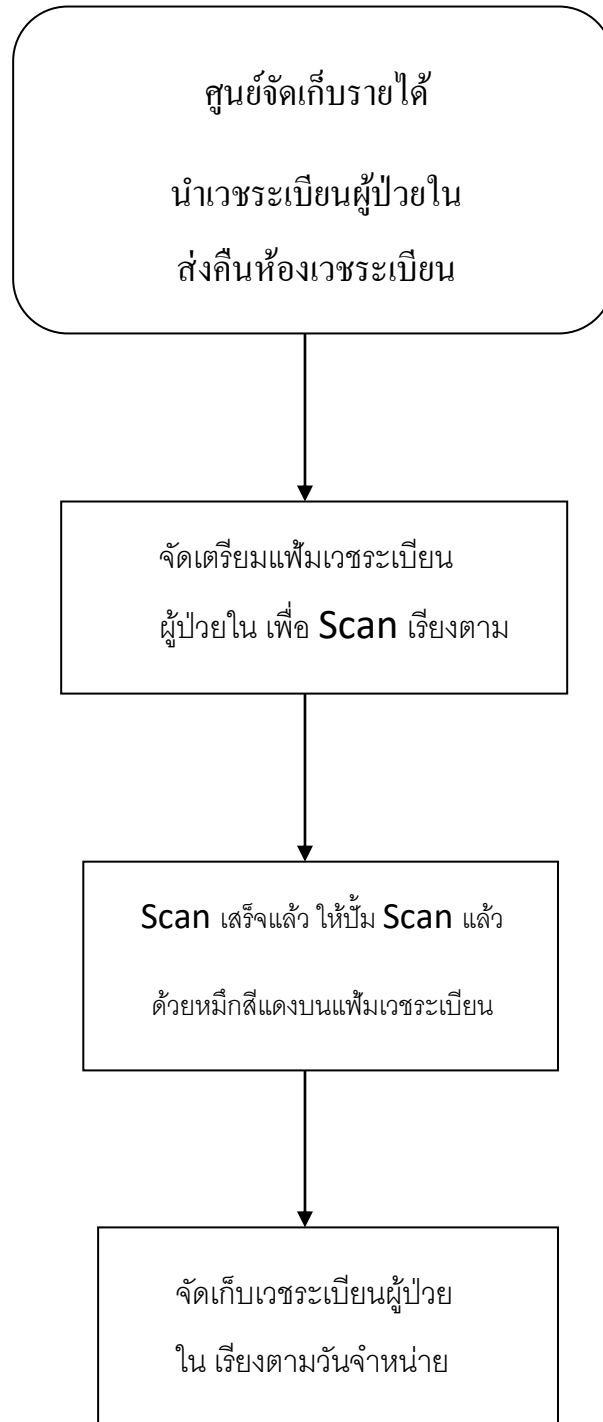 ศูนย์จัดเก็บรายได้
นำเวชระเบียนผู้ป่วยใน
ส่งคืนห้องเวชระเบียน
จัดเตรียมแฟ้มเวชระเบียน
ผู้ป่วยใน เพื่อ Scan เรียงตาม
Scan เสร็จแล้ว ให้ปั้ม Scan แล้ว
ด้วยหมึกสีแดงบนแฟ้มเวชระเบียน
จัดเก็บเวชระเบียนผู้ป่วย
ใน เรียงตามวันจำหน่าย